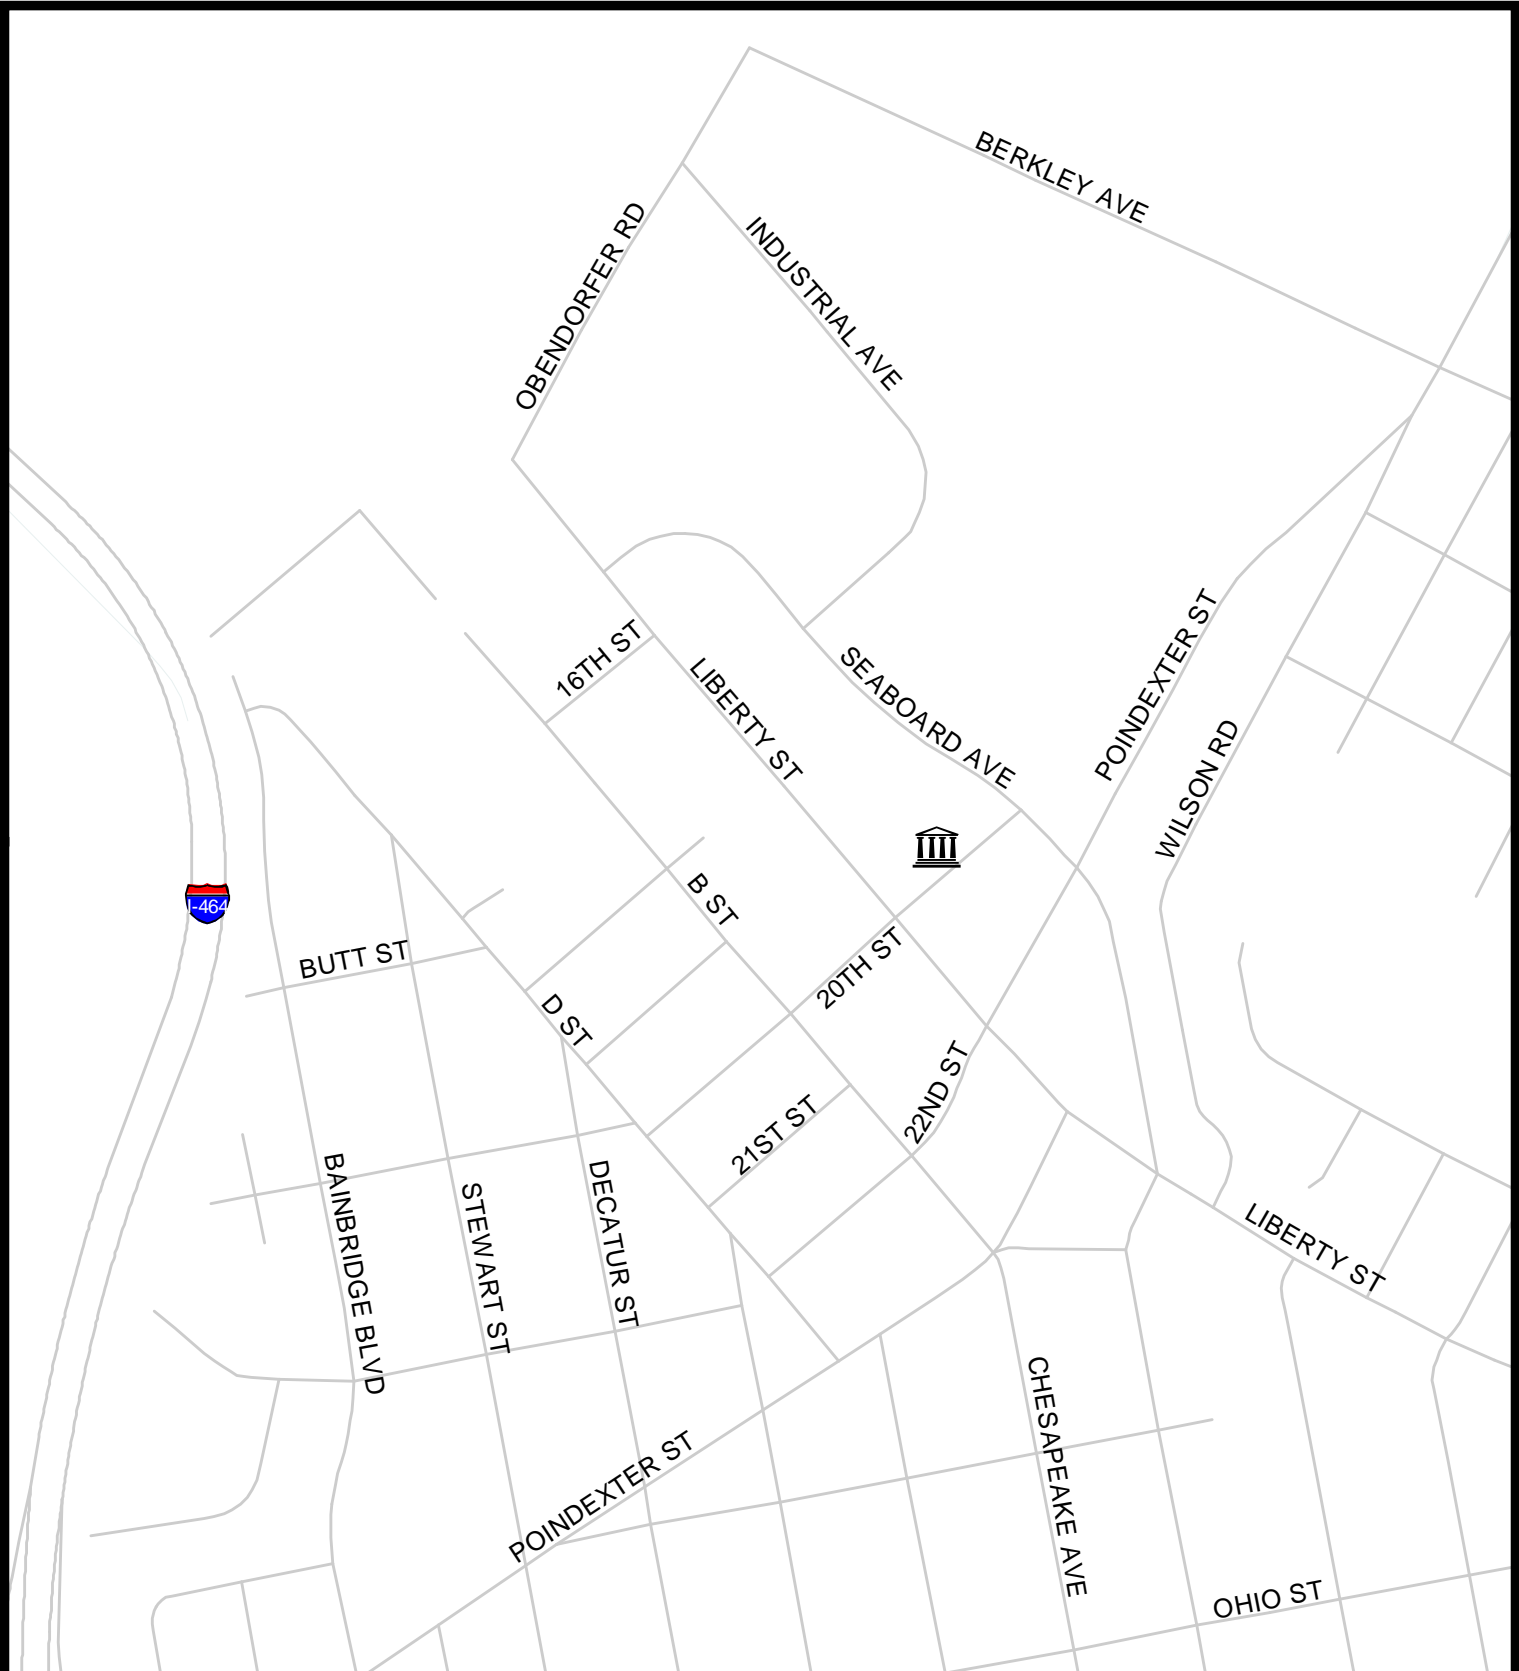 BERKLEY AVE
OBENDORFER RD
INDUSTRIAL AVE
16TH ST
LIBERTY ST
SEABOARD AVE
POINDEXTER ST
WILSON RD
I-464
B ST
BUTT ST
20TH ST
D ST
22ND ST
21ST ST
BAINBRIDGE BLVD
STEWART ST
DECATUR ST
LIBERTY ST
CHESAPEAKE AVE
POINDEXTER ST
OHIO ST